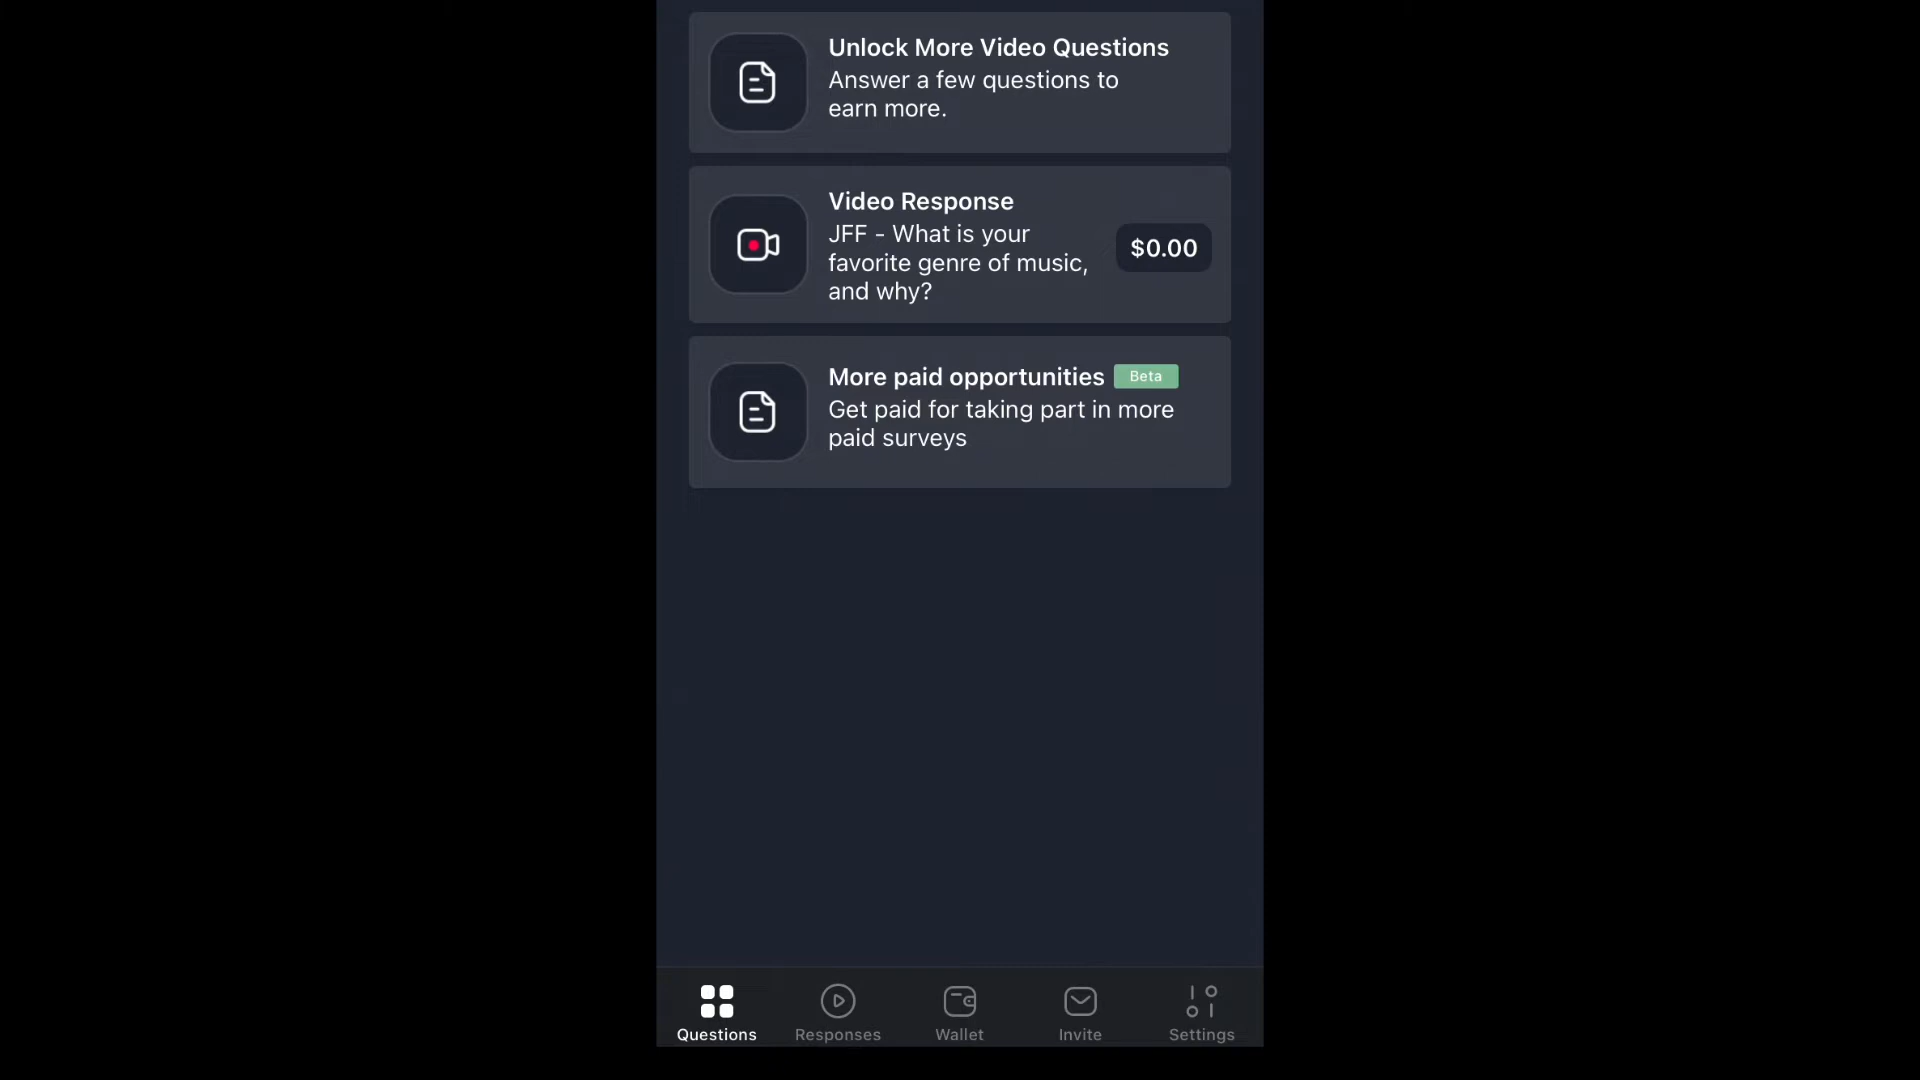 Unlock More Video Questions
Answer a few questions to
earn more.
Video Response
JFF - What is your
favorite genre of music,
and why?
$0.00
More paid opportunities Beta
Get paid for taking part in more
paid surveys
Questions Responses Wallet Invite Settings